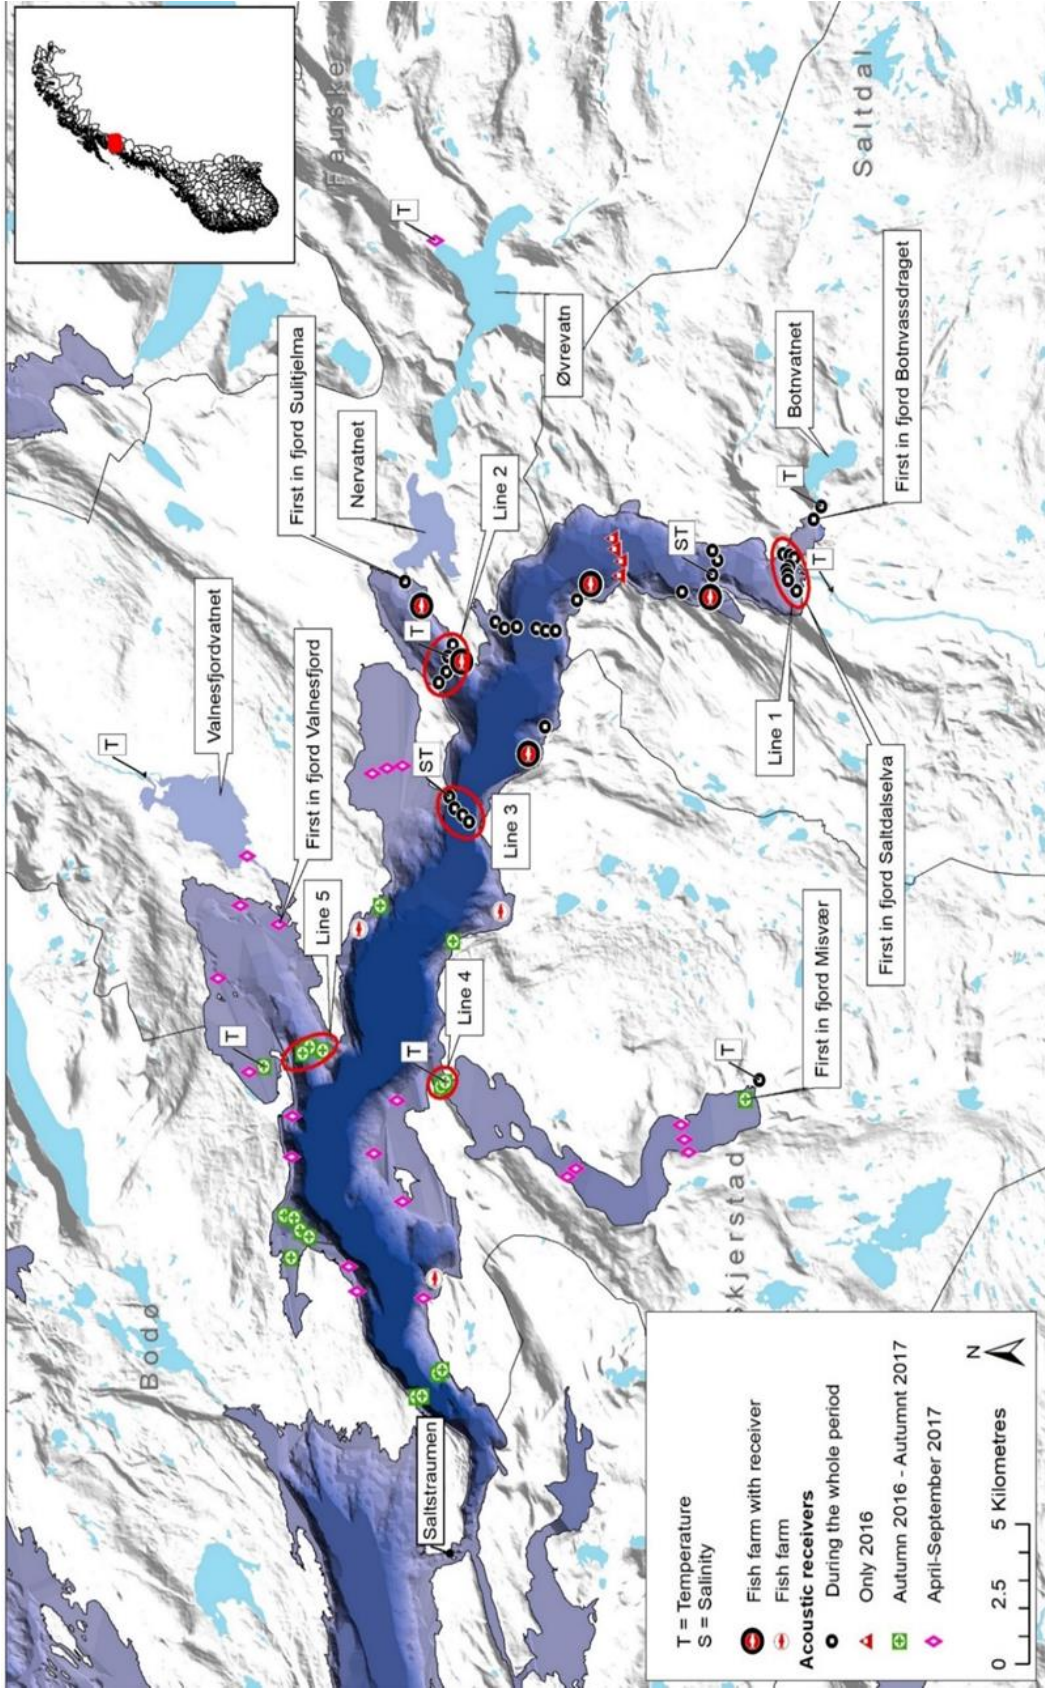 T
Bodø
Valnesfjordvatnet
T
First in fjord Sulitjelma
First in fjord Valnesfjord
Line 5
Fauske
Nervatnet
T
T
T
ST
Saltstraumen
Line 4
Line 2
Line 3
Øvrevatn
ST
skjerstad
T
Line 1
T
Botnvatnet
T
First in fjord Misvær
Saltdal
First in fjord Saltdalselva
First in fjord Botnvassdraget
T = Temperature
S = Salinity
Fish farm with receiver
Fish farm
Acoustic receivers
During the whole period
Only 2016
Autumn 2016 - Autumnt 2017
April-September 2017
N
0 2.5 5 Kilometres